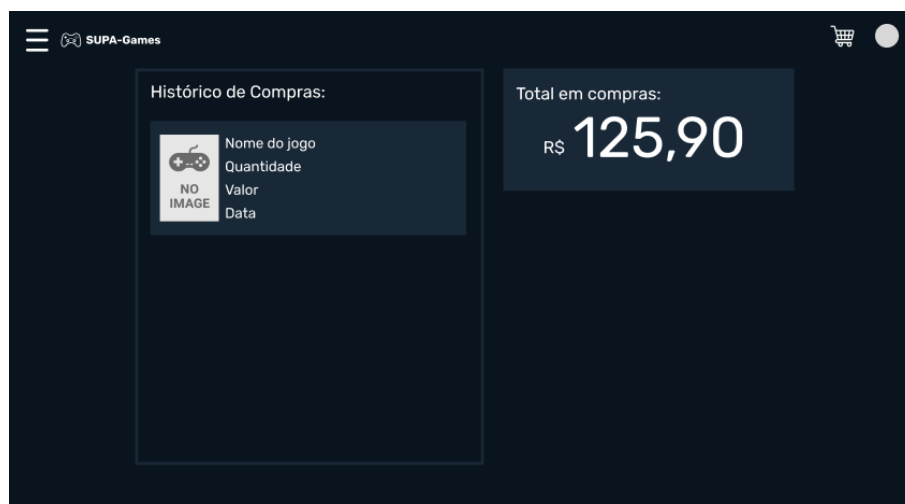 SUPA-Games
Histórico de Compras:
NO
IMAGE
Nome do jogo
Quantidade
Valor
Data
Total em compras:
R$ 125,90